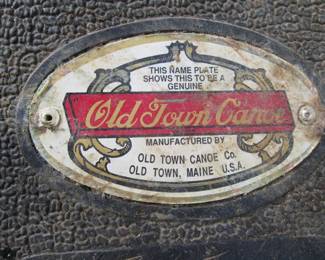 THIS NAME PLATE
SHOWS THIS TO BE A
GENUINE
Old Town Canoe
MANUFACTURED BY
OLD TOWN CANOE Co.
OLD TOWN, MAINE U.S.A.